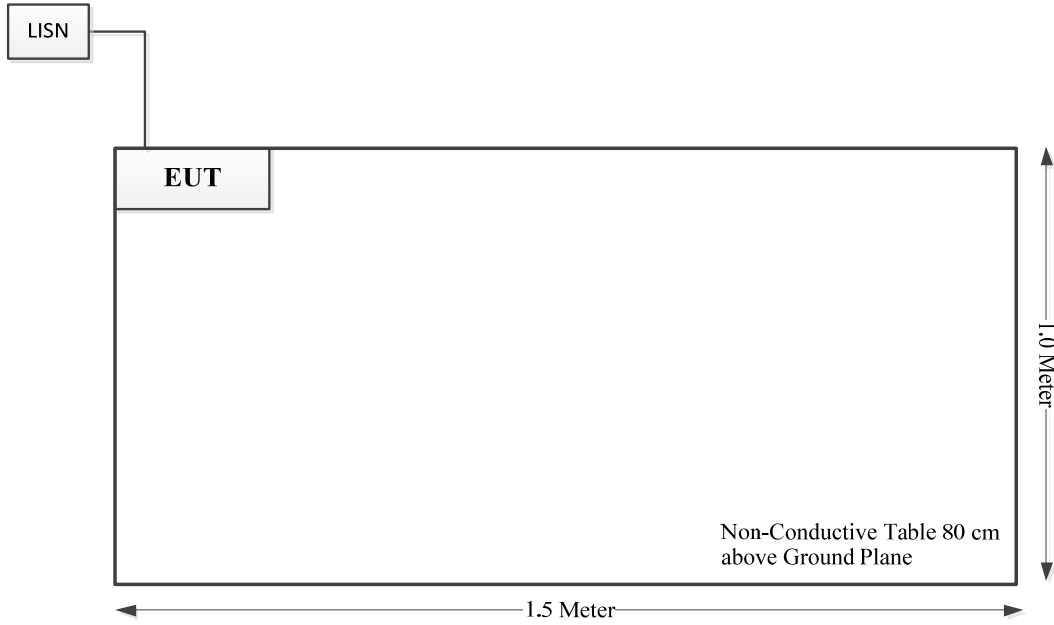 LISN
EUT
1.0 Meter
Non-Conductive Table 80 cm
above Ground Plane
1.5 Meter